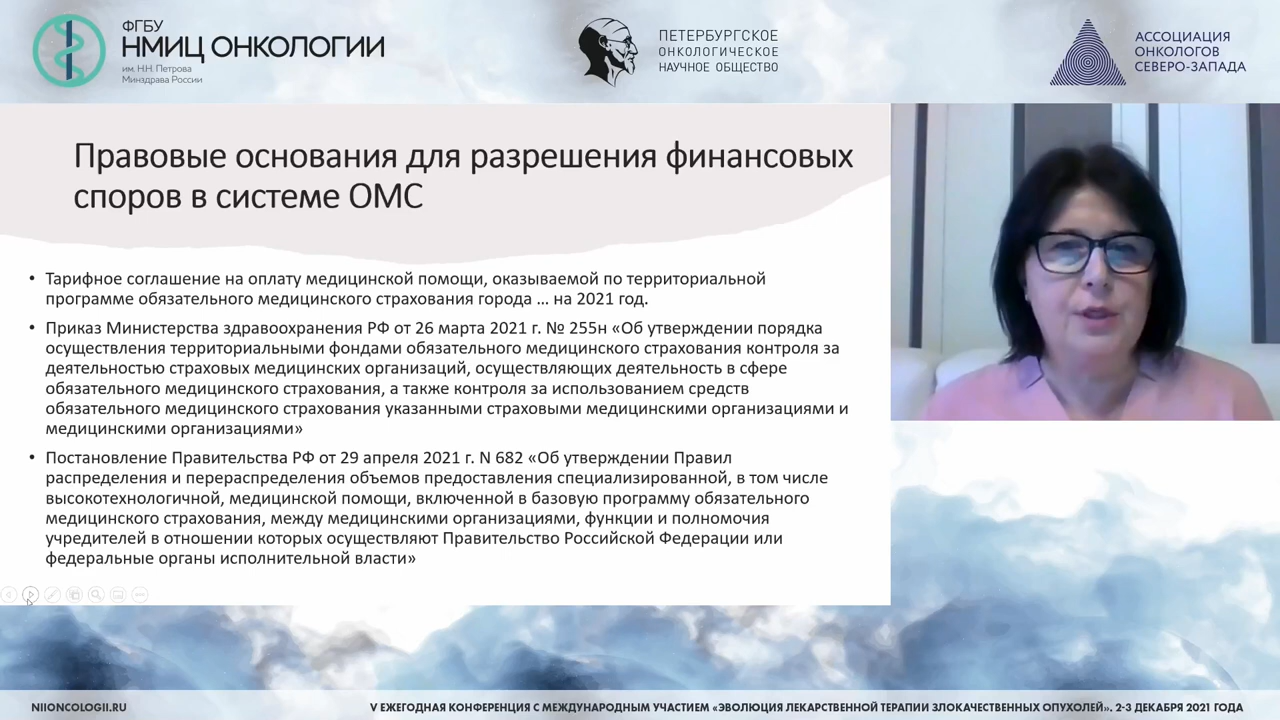 ФГБУ
НМИЦ ОНКОЛОГИИ
им. Н.Н. Петрова
Минздрава России
ПЕТЕРБУРГСКОЕ
ОНКОЛОГИЧЕСКОЕ
НАУЧНОЕ ОБЩЕСТВО
АССОЦИАЦИЯ
ОНКОЛОГОВ
СЕВЕРО-ЗАПАДА
Правовые основания для разрешения финансовых
споров в системе ОМС
• Тарифное соглашение на оплату медицинской помощи, оказываемой по территориальной
программе обязательного медицинского страхования города ... на 2021 год.
• Приказ Министерства здравоохранения РФ от 26 марта 2021 г. № 255н «Об утверждении порядка
осуществления территориальными фондами обязательного медицинского страхования контроля за
деятельностью страховых медицинских организаций, осуществляющих деятельность в сфере
обязательного медицинского страхования, а также контроля за использованием средств
обязательного медицинского страхования указанными страховыми медицинскими организациями и
медицинскими организациями»
• Постановление Правительства РФ от 29 апреля 2021 г. N 682 «Об утверждении Правил
распределения и перераспределения объемов предоставления специализированной, в том числе
высокотехнологичной, медицинской помощи, включенной в базовую программу обязательного
медицинского страхования, между медицинскими организациями, функции и полномочия
учредителей в отношении которых осуществляют Правительство Российской Федерации или
федеральные органы исполнительной власти»
NIIONCOLOGII.RU
V ЕЖЕГОДНАЯ КОНФЕРЕНЦИЯ С МЕЖДУНАРОДНЫМ УЧАСТИЕМ «ЭВОЛЮЦИЯ ЛЕКАРСТВЕННОЙ ТЕРАПИИ ЗЛОКАЧЕСТВЕННЫХ ОПУХОЛЕЙ». 2-3 ДЕКАБРЯ 2021 ГОДА